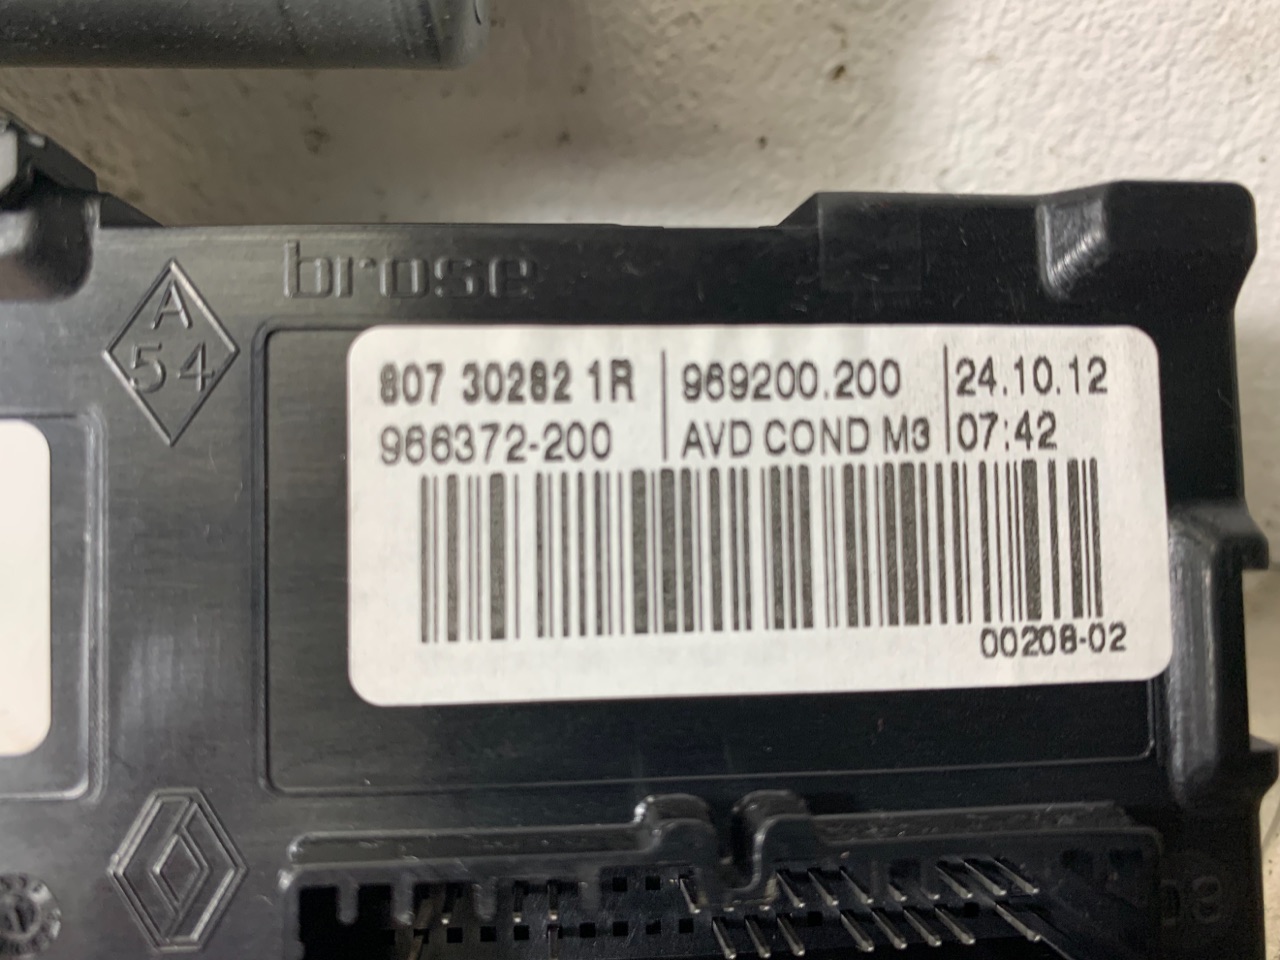 brose
A
54
807 30282 1R
966372-200
969200.200
AVD COND M3
24.10.12
07:42
00208-02